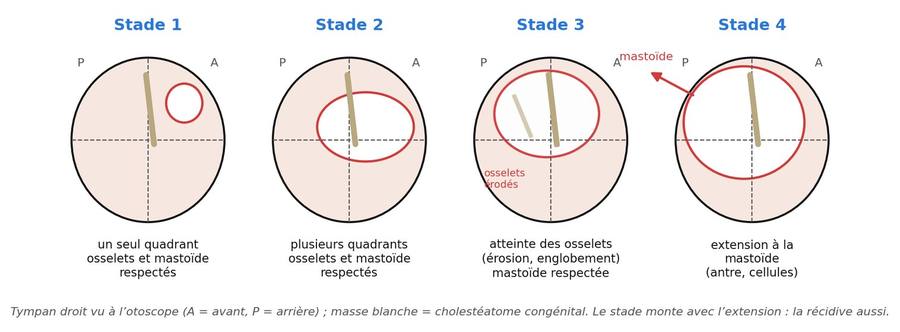 Stade 1
Stade 2
Stade 3
Stade 4
P
A
P
A
P
A
mastoïde
P
A
osselets
érodés
un seul quadrant
osselets et mastoïde
respectés
plusieurs quadrants
osselets et mastoïde
respectés
atteinte des osselets
(érosion, englobement)
mastoïde respectée
extension à la
mastoïde
(antre, cellules)
Tympan droit vu à l’otoscope (A = avant, P = arrière) ; masse blanche = cholestéatome congénital. Le stade monte avec l’extension : la récidive aussi.